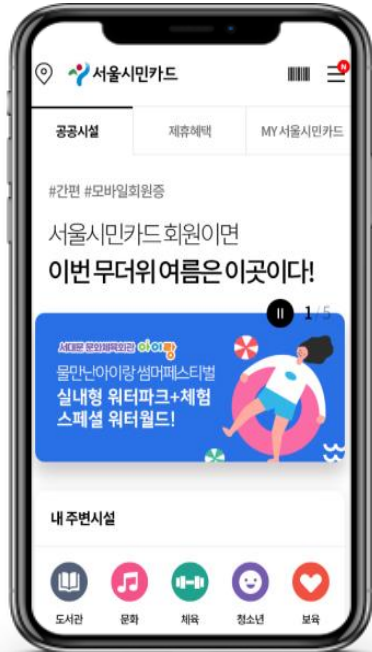 서울시민카드
N
공공시설
제휴혜택
MY 서울시민카드
#간편 #모바일회원증
서울시민카드 회원이면
이번 무더위 여름은 이곳이다!
1/5
서대문 문화체육회관 아이랑
물만난아이랑 썸머페스티벌
실내형 워터파크+체험
스페셜 워터월드!
내 주변시설
도서관
문화
체육
청소년
보육